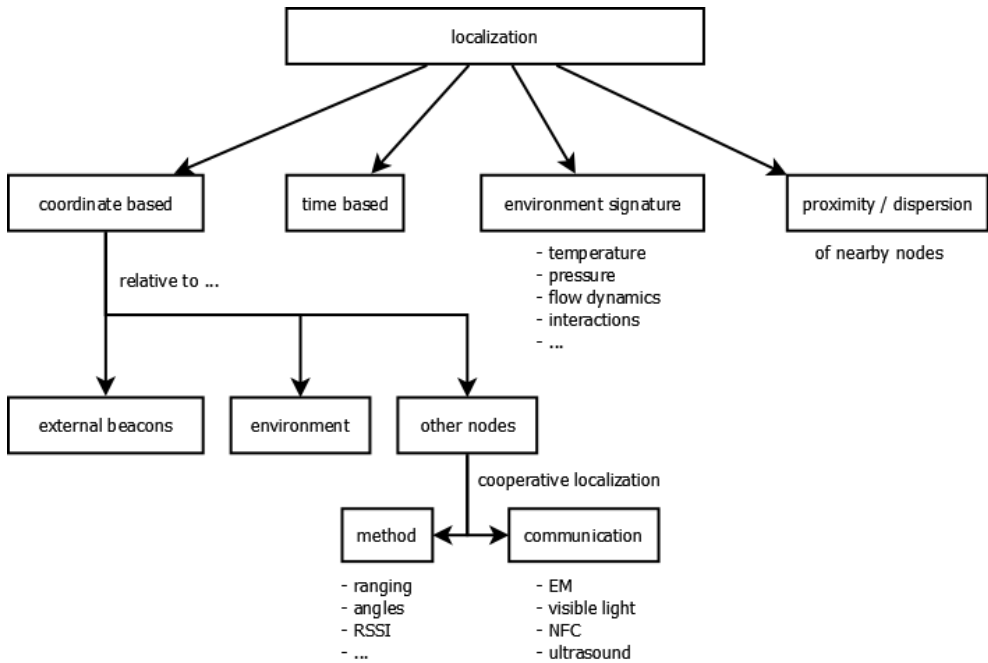 localization
coordinate based
time based
environment signature
proximity / dispersion
- temperature
- pressure
- flow dynamics
- interactions
- ...
of nearby nodes
relative to ...
external beacons
environment
other nodes
cooperative localization
method
communication
- ranging
- angles
- RSSI
- ...
- EM
- visible light
- NFC
- ultrasound